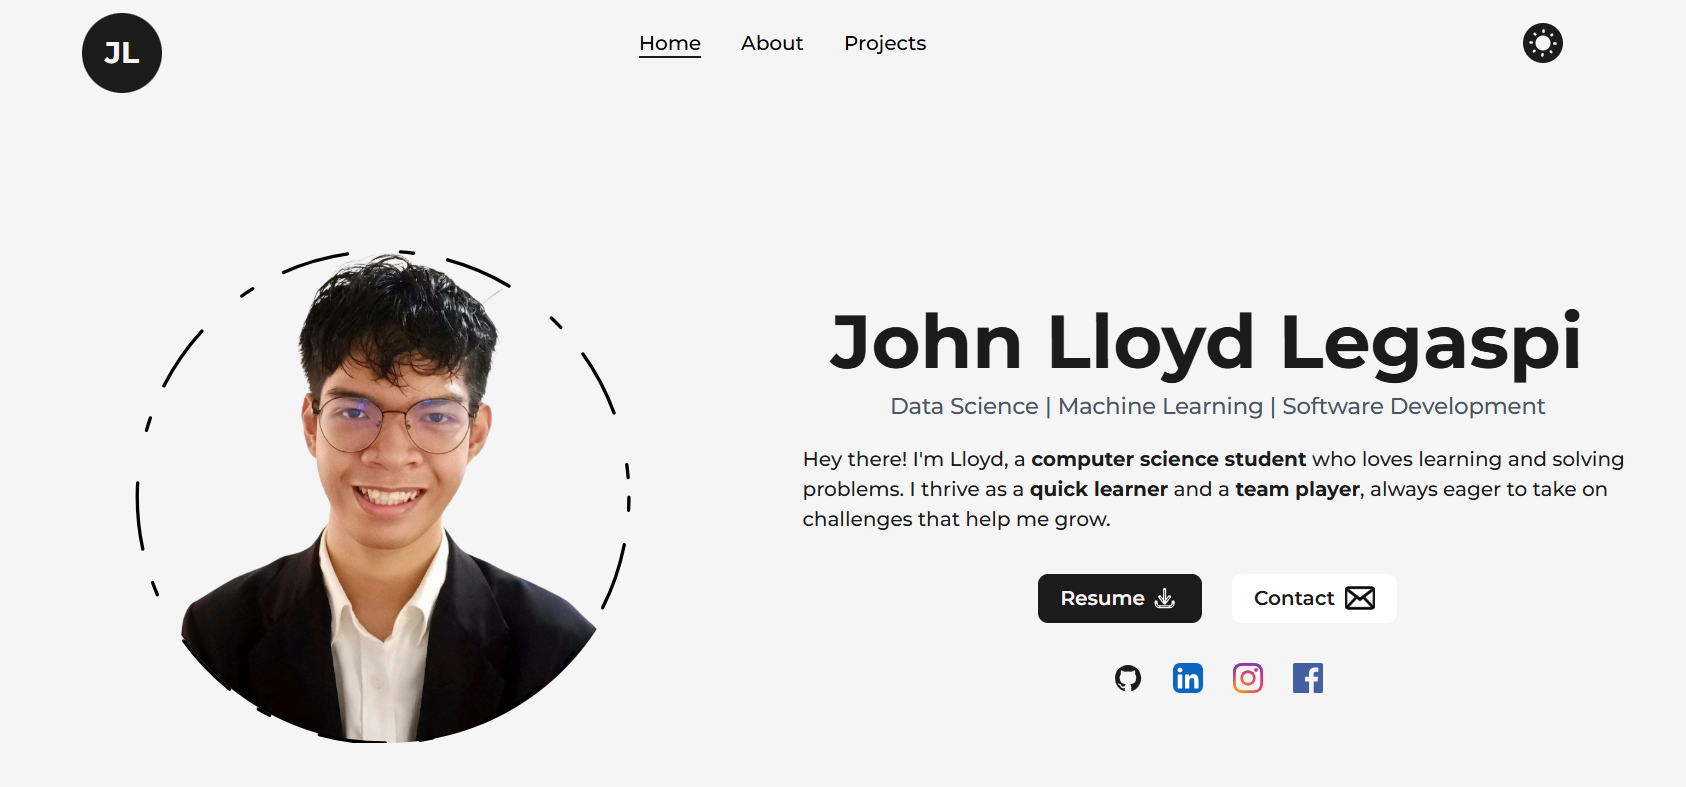 JL
Home About Projects
John Lloyd Legaspi
Data Science | Machine Learning | Software Development
Hey there! I'm Lloyd, a computer science student who loves learning and solving
problems. I thrive as a quick learner and a team player, always eager to take on
challenges that help me grow.
Resume Contact
in
f